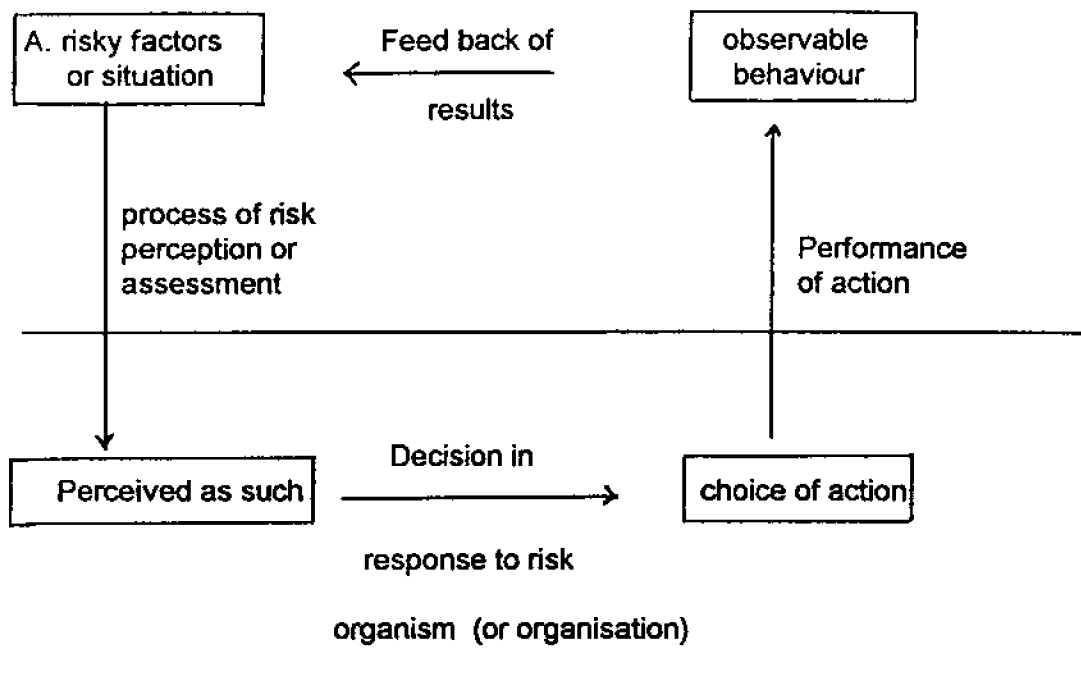 A. risky factors
or situation
Feed back of
results
observable
behaviour
process of risk
perception or
assessment
Performance
of action
Perceived as such
Decision in
response to risk
choice of action
organism (or organisation)